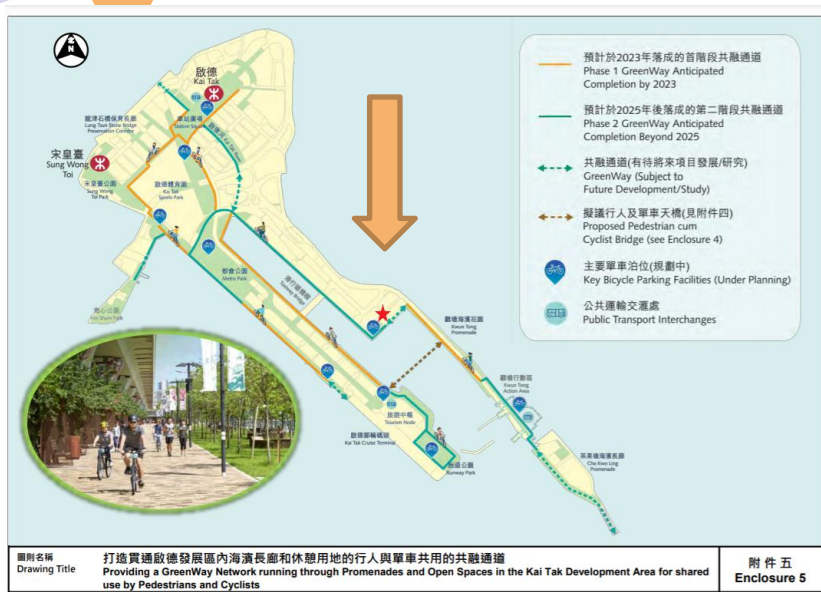 N
啟德
Kai Tak
龍津石橋保育長廊
Lung Tsun Stone Bridge
Preservation Corridor
車站廣場
Station Square
宋皇臺
Sung Wong
Toi
宋皇臺公園
Sung Wong
Toi Park
啟德體育園
Kai Tak
Sports Park
都會公園
Metro Park
觀塘海濱花園
Kwun Tong
Promenade
觀塘行動區
Kwun Tong
Action Area
旅遊中樞
Tourism Node
啟德郵輪碼頭
Kai Tak Cruise Terminal
跑道公園
Runway Park
茶果嶺海濱長廊
Cha Kwo Ling
Promenade
Hoi Sham Park
預計於2023年落成的首階段共融通道
Phase 1 GreenWay Anticipated
Completion by 2023
預計於2025年後落成的第二階段共融通道
Phase 2 GreenWay Anticipated
Completion Beyond 2025
共融通道(有待將來項目發展/研究)
GreenWay (Subject to
Future Development/Study)
擬議行人及單車天橋(見附件四)
Proposed Pedestrian cum
Cyclist Bridge (see Enclosure 4)
主要單車泊位(規劃中)
Key Bicycle Parking Facilities (Under Planning)
公共運輸交滙處
Public Transport Interchanges
圖則名稱
Drawing Title
打造貫通啟德發展區內海濱長廊和休憩用地的行人與單車共用的共融通道
Providing a GreenWay Network running through Promenades and Open Spaces in the Kai Tak Development Area for shared
use by Pedestrians and Cyclists
附 件 五
Enclosure 5